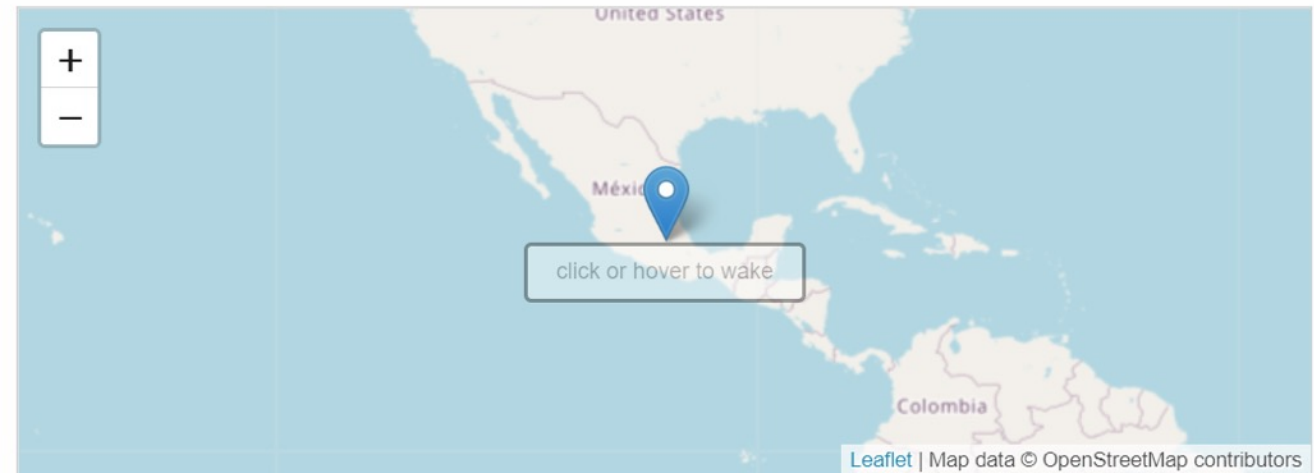 United States
+
−
Méxic
click or hover to wake
Colombia
Leaflet | Map data © OpenStreetMap contributors